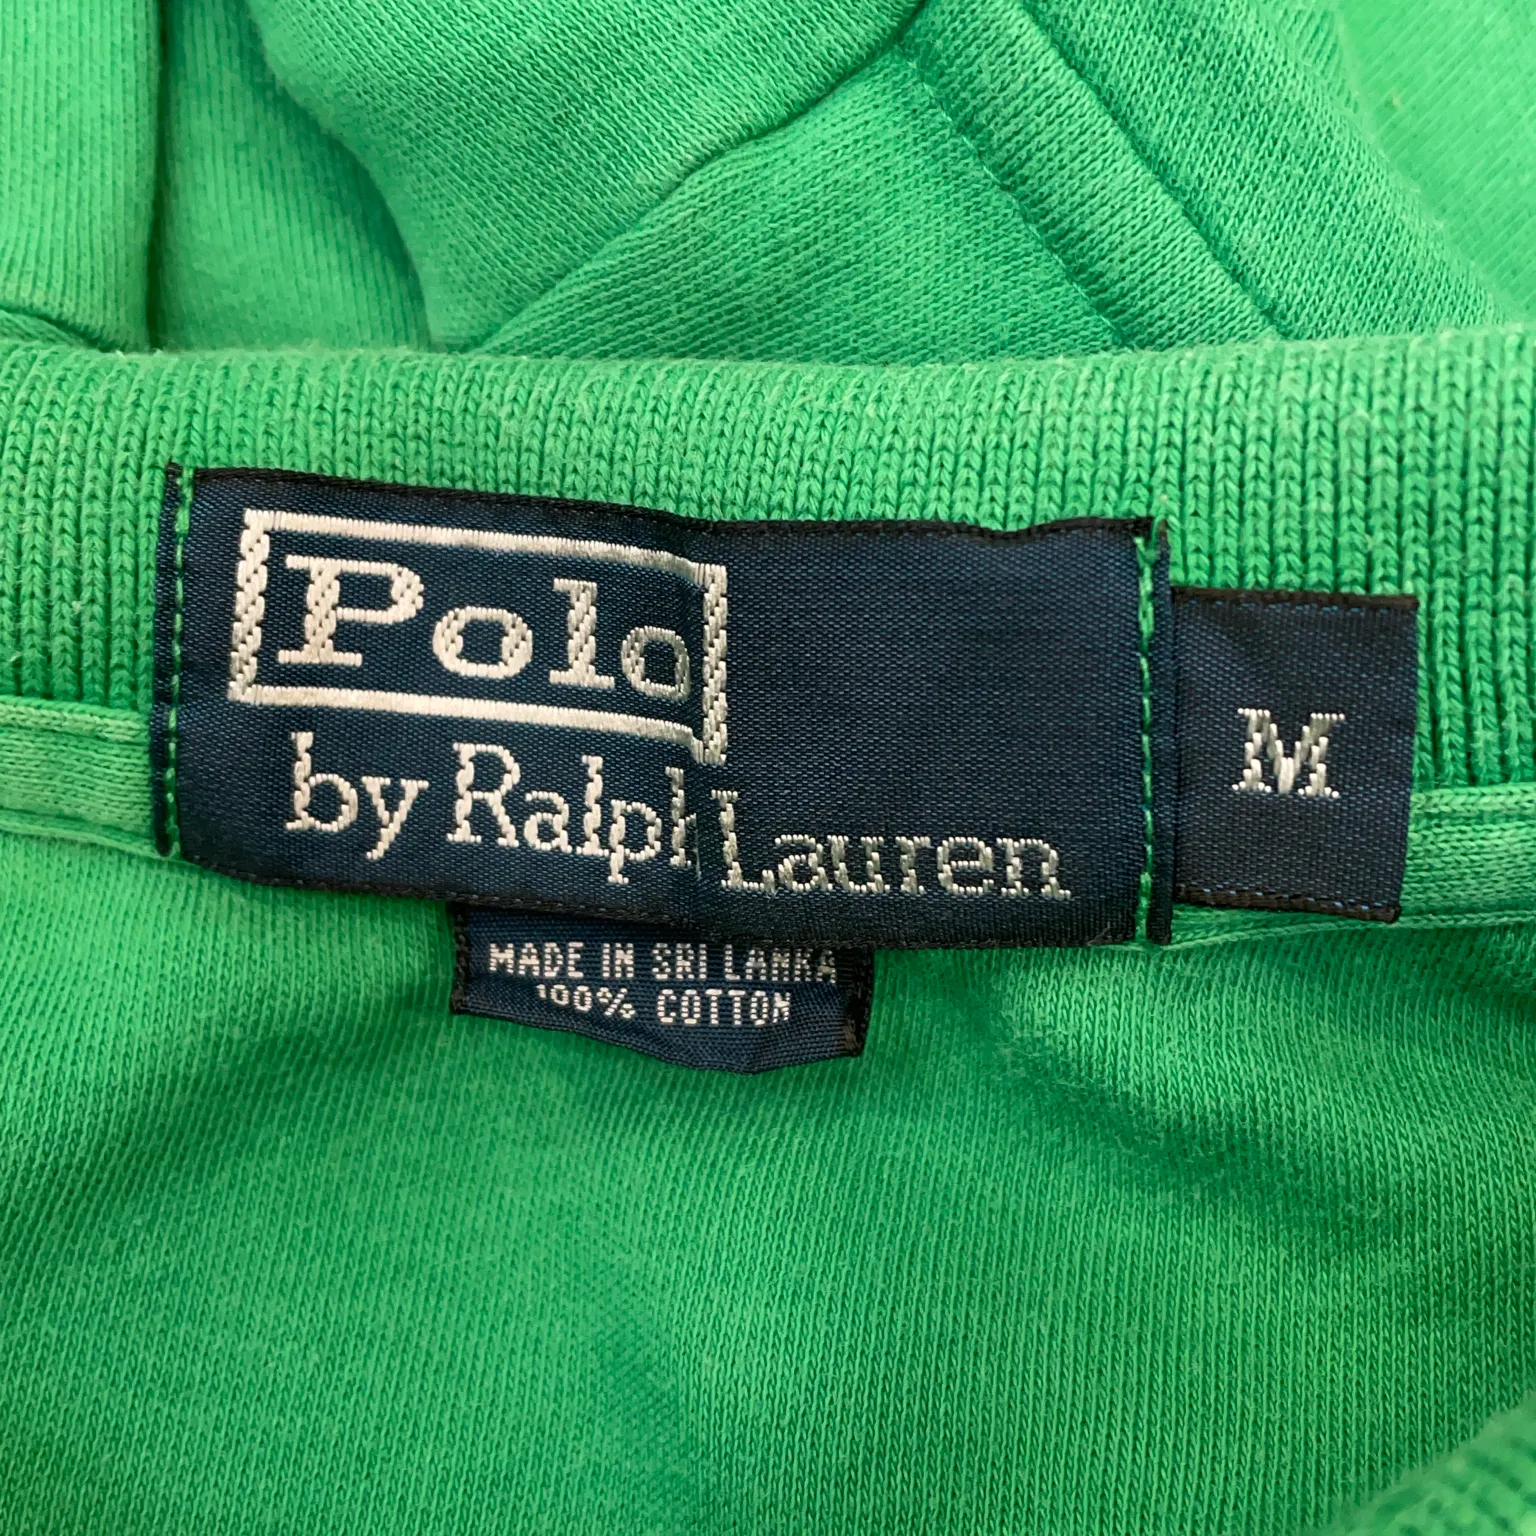 Polo
by Ralph Lauren
M
MADE IN SRI LANKA
100% COTTON